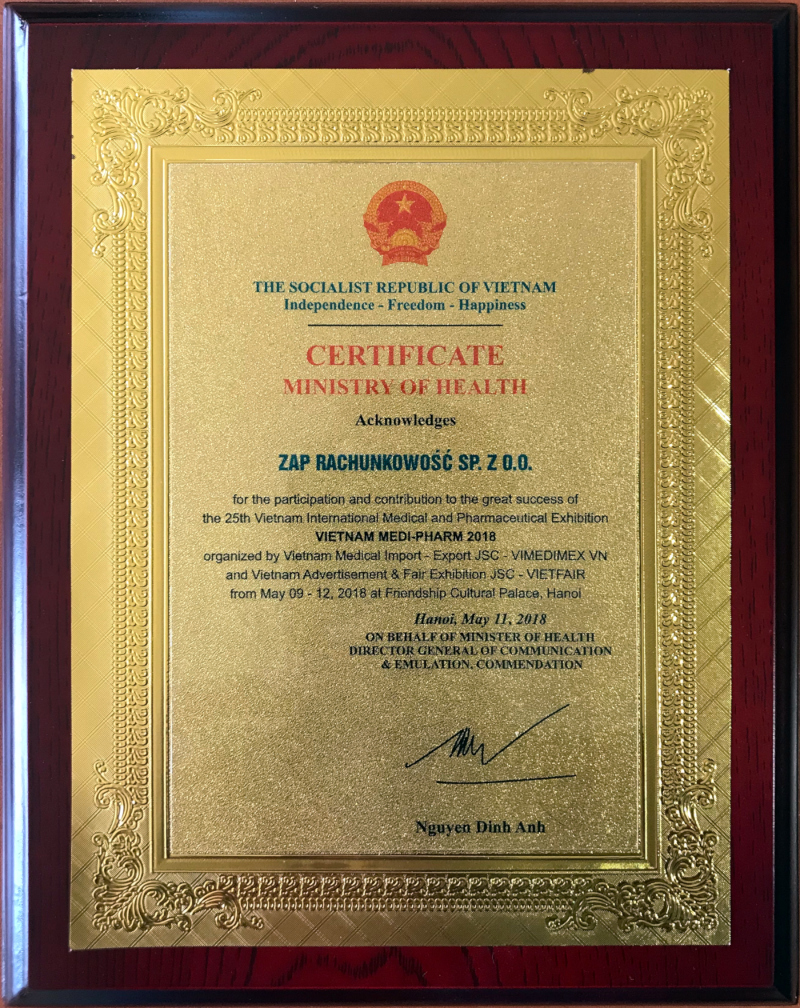 THE SOCIALIST REPUBLIC OF VIETNAM
Independence - Freedom - Happiness
CERTIFICATE
MINISTRY OF HEALTH
Acknowledges
ZAP RACHUNKOWOŚĆ SP. Z O.O.
for the participation and contribution to the great success of
the 25th Vietnam International Medical and Pharmaceutical Exhibition
VIETNAM MEDI-PHARM 2018
organized by Vietnam Medical Import - Export JSC - VIMEDIMEX VN
and Vietnam Advertisement & Fair Exhibition JSC - VIETFAIR
from May 09 - 12, 2018 at Friendship Cultural Palace, Hanoi
Hanoi, May 11, 2018
ON BEHALF OF MINISTER OF HEALTH
DIRECTOR GENERAL OF COMMUNICATION
& EMULATION, COMMENDATION
Nguyen Dinh Anh